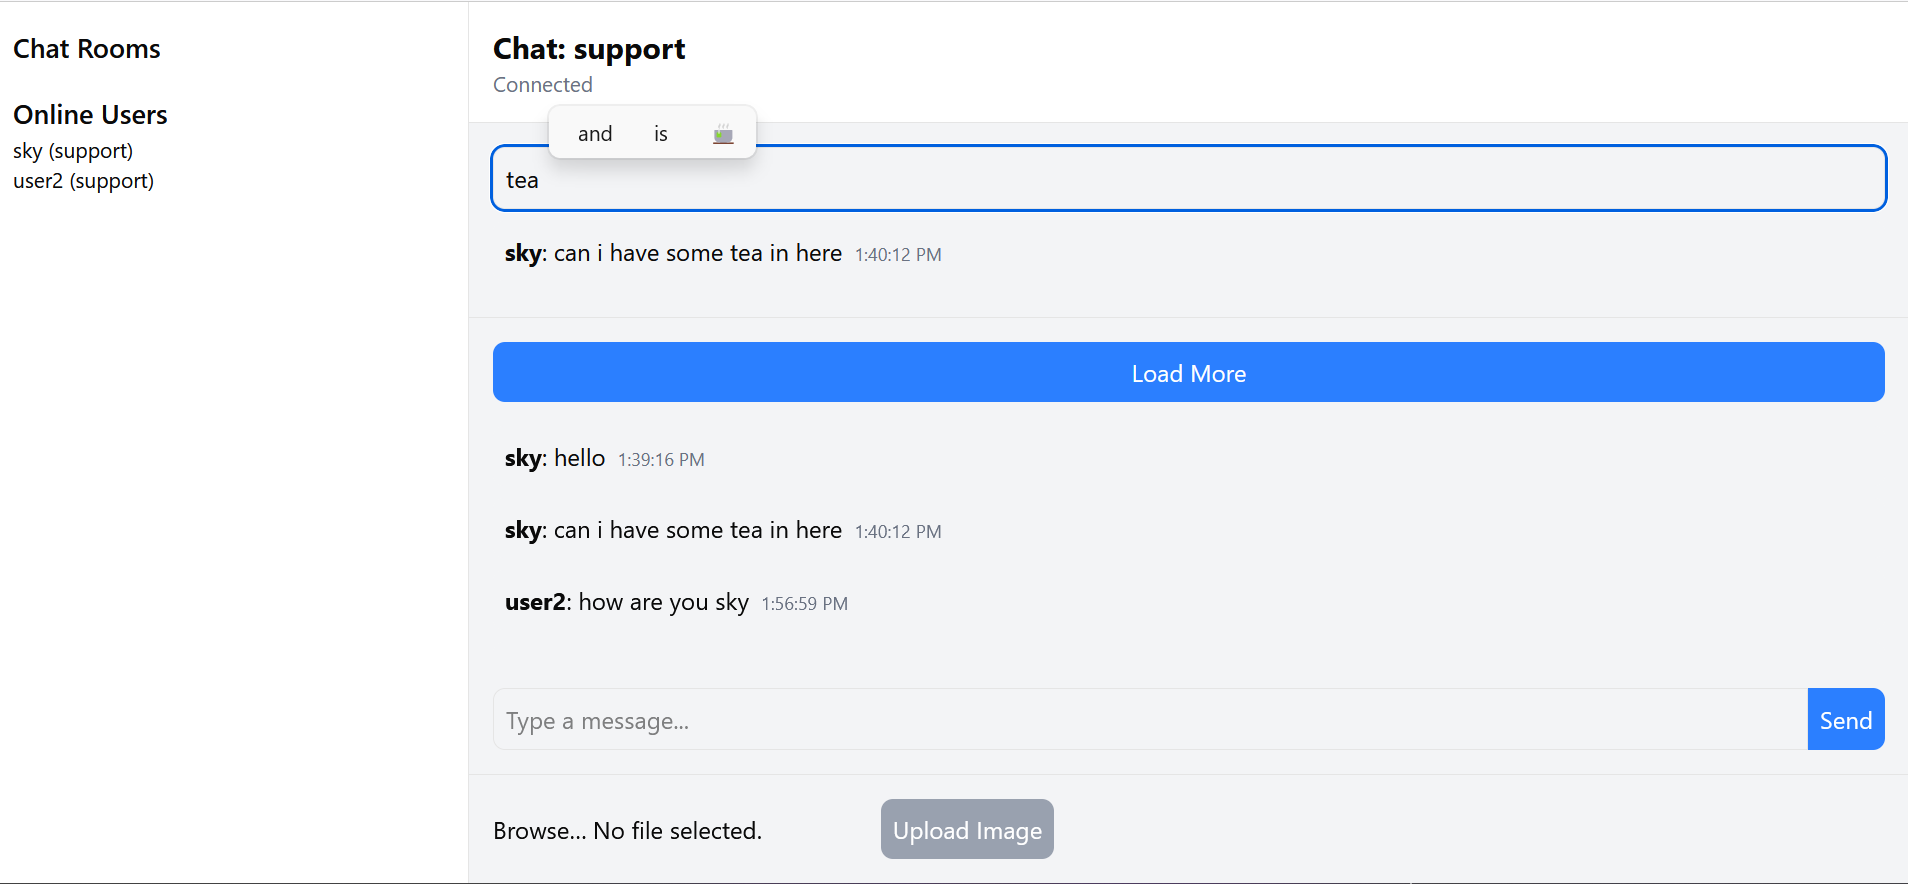 Chat Rooms
Online Users
sky (support)
user2 (support)
Chat: support
Connected
and is
tea
sky: can i have some tea in here 1:40:12 PM
Load More
sky: hello 1:39:16 PM
sky: can i have some tea in here 1:40:12 PM
user2: how are you sky 1:56:59 PM
Type a message...
Send
Browse... No file selected.
Upload Image